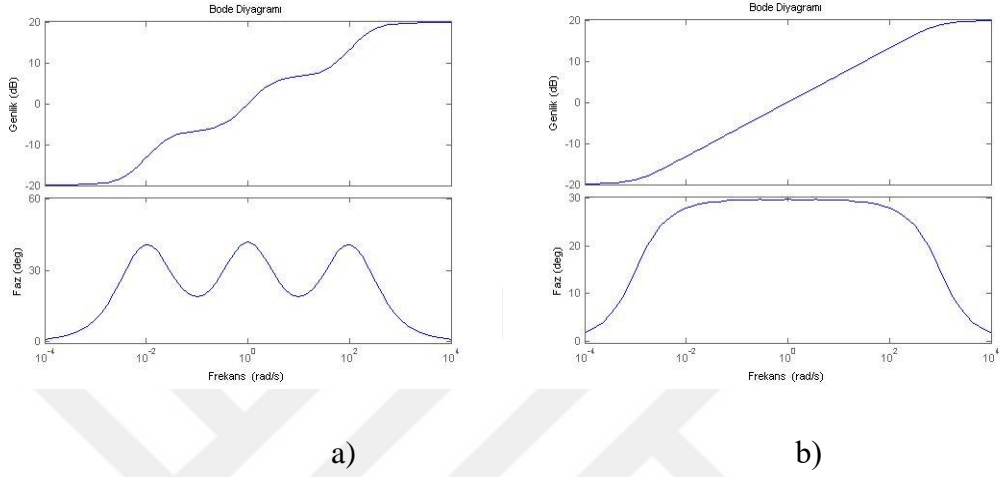 Bode Diyagramı
Genlik (dB)
20
10
0
-10
-20
Faz (deg)
60
30
0
10^-4
10^-2
10^0
10^2
10^4
Frekans (rad/s)
a)
Bode Diyagramı
Genlik (dB)
20
10
0
-10
-20
Faz (deg)
30
20
10
0
10^-4
10^-2
10^0
10^2
10^4
Frekans (rad/s)
b)